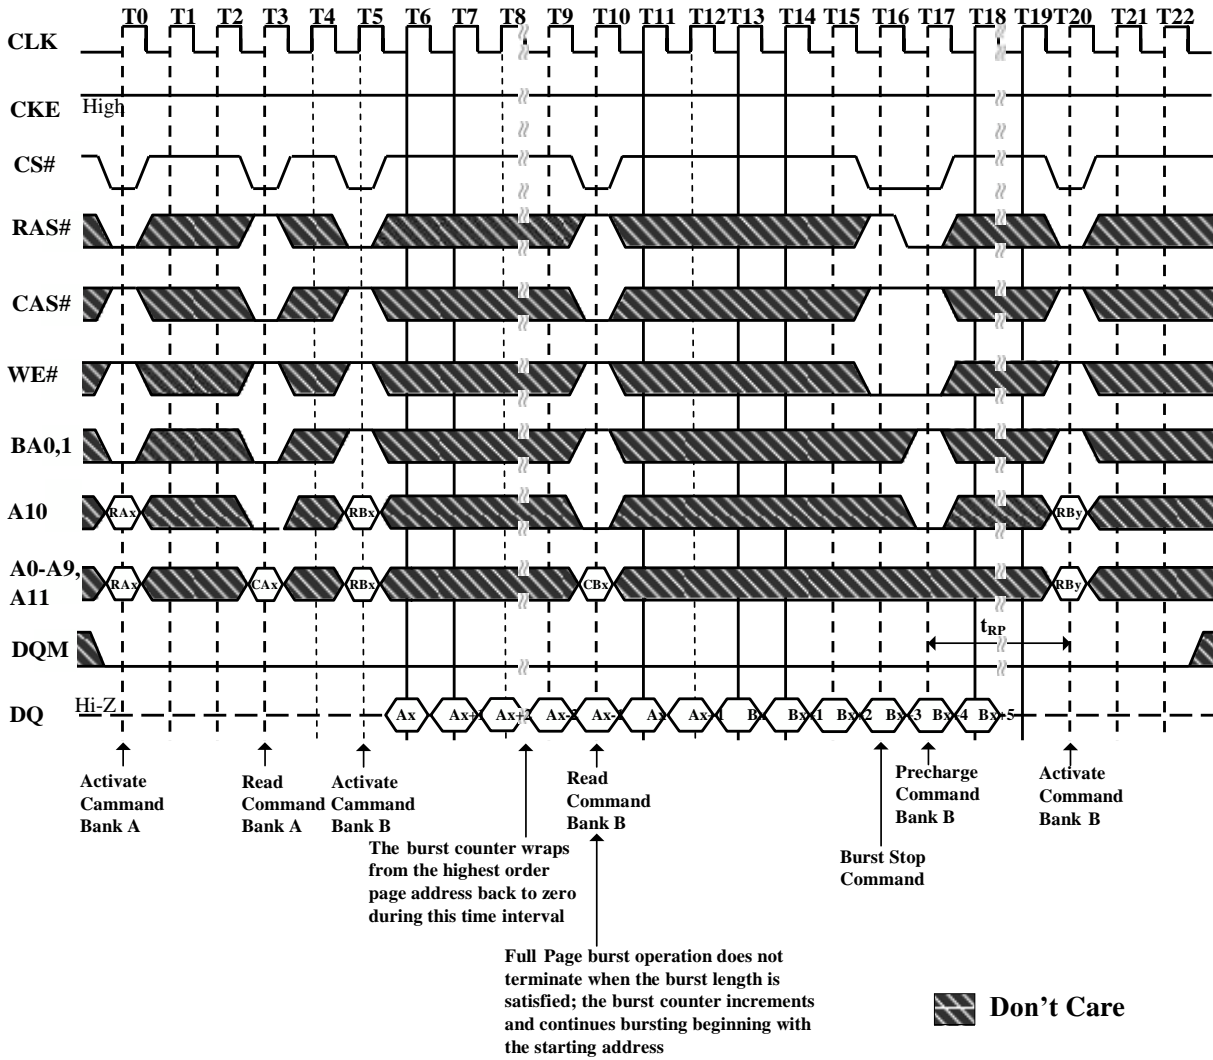 T0 T1 T2 T3 T4 T5 T6 T7 T8 T9 T10 T11 T12 T13 T14 T15 T16 T17 T18 T19 T20 T21 T22
CLK
CKE High
CS#
RAS#
CAS#
WE#
BA0,1
A10 RAx RBx RBy
A0-A9,
A11 RAx CAx RBx CBx RBy
tRP
DQM
DQ Hi-Z Ax Ax+1 Ax+2 Ax-2 Ax-1 Ax Ax+1 Bx Bx+1 Bx+2 Bx+3 Bx+4 Bx+5
Activate
Cammand
Bank A
Read
Command
Bank A
Activate
Cammand
Bank B
The burst counter wraps
from the highest order
page address back to zero
during this time interval
Read
Command
Bank B
Full Page burst operation does not
terminate when the burst length is
satisfied; the burst counter increments
and continues bursting beginning with
the starting address
Burst Stop
Command
Precharge
Cammand
Bank B
Activate
Command
Bank B
Don't Care